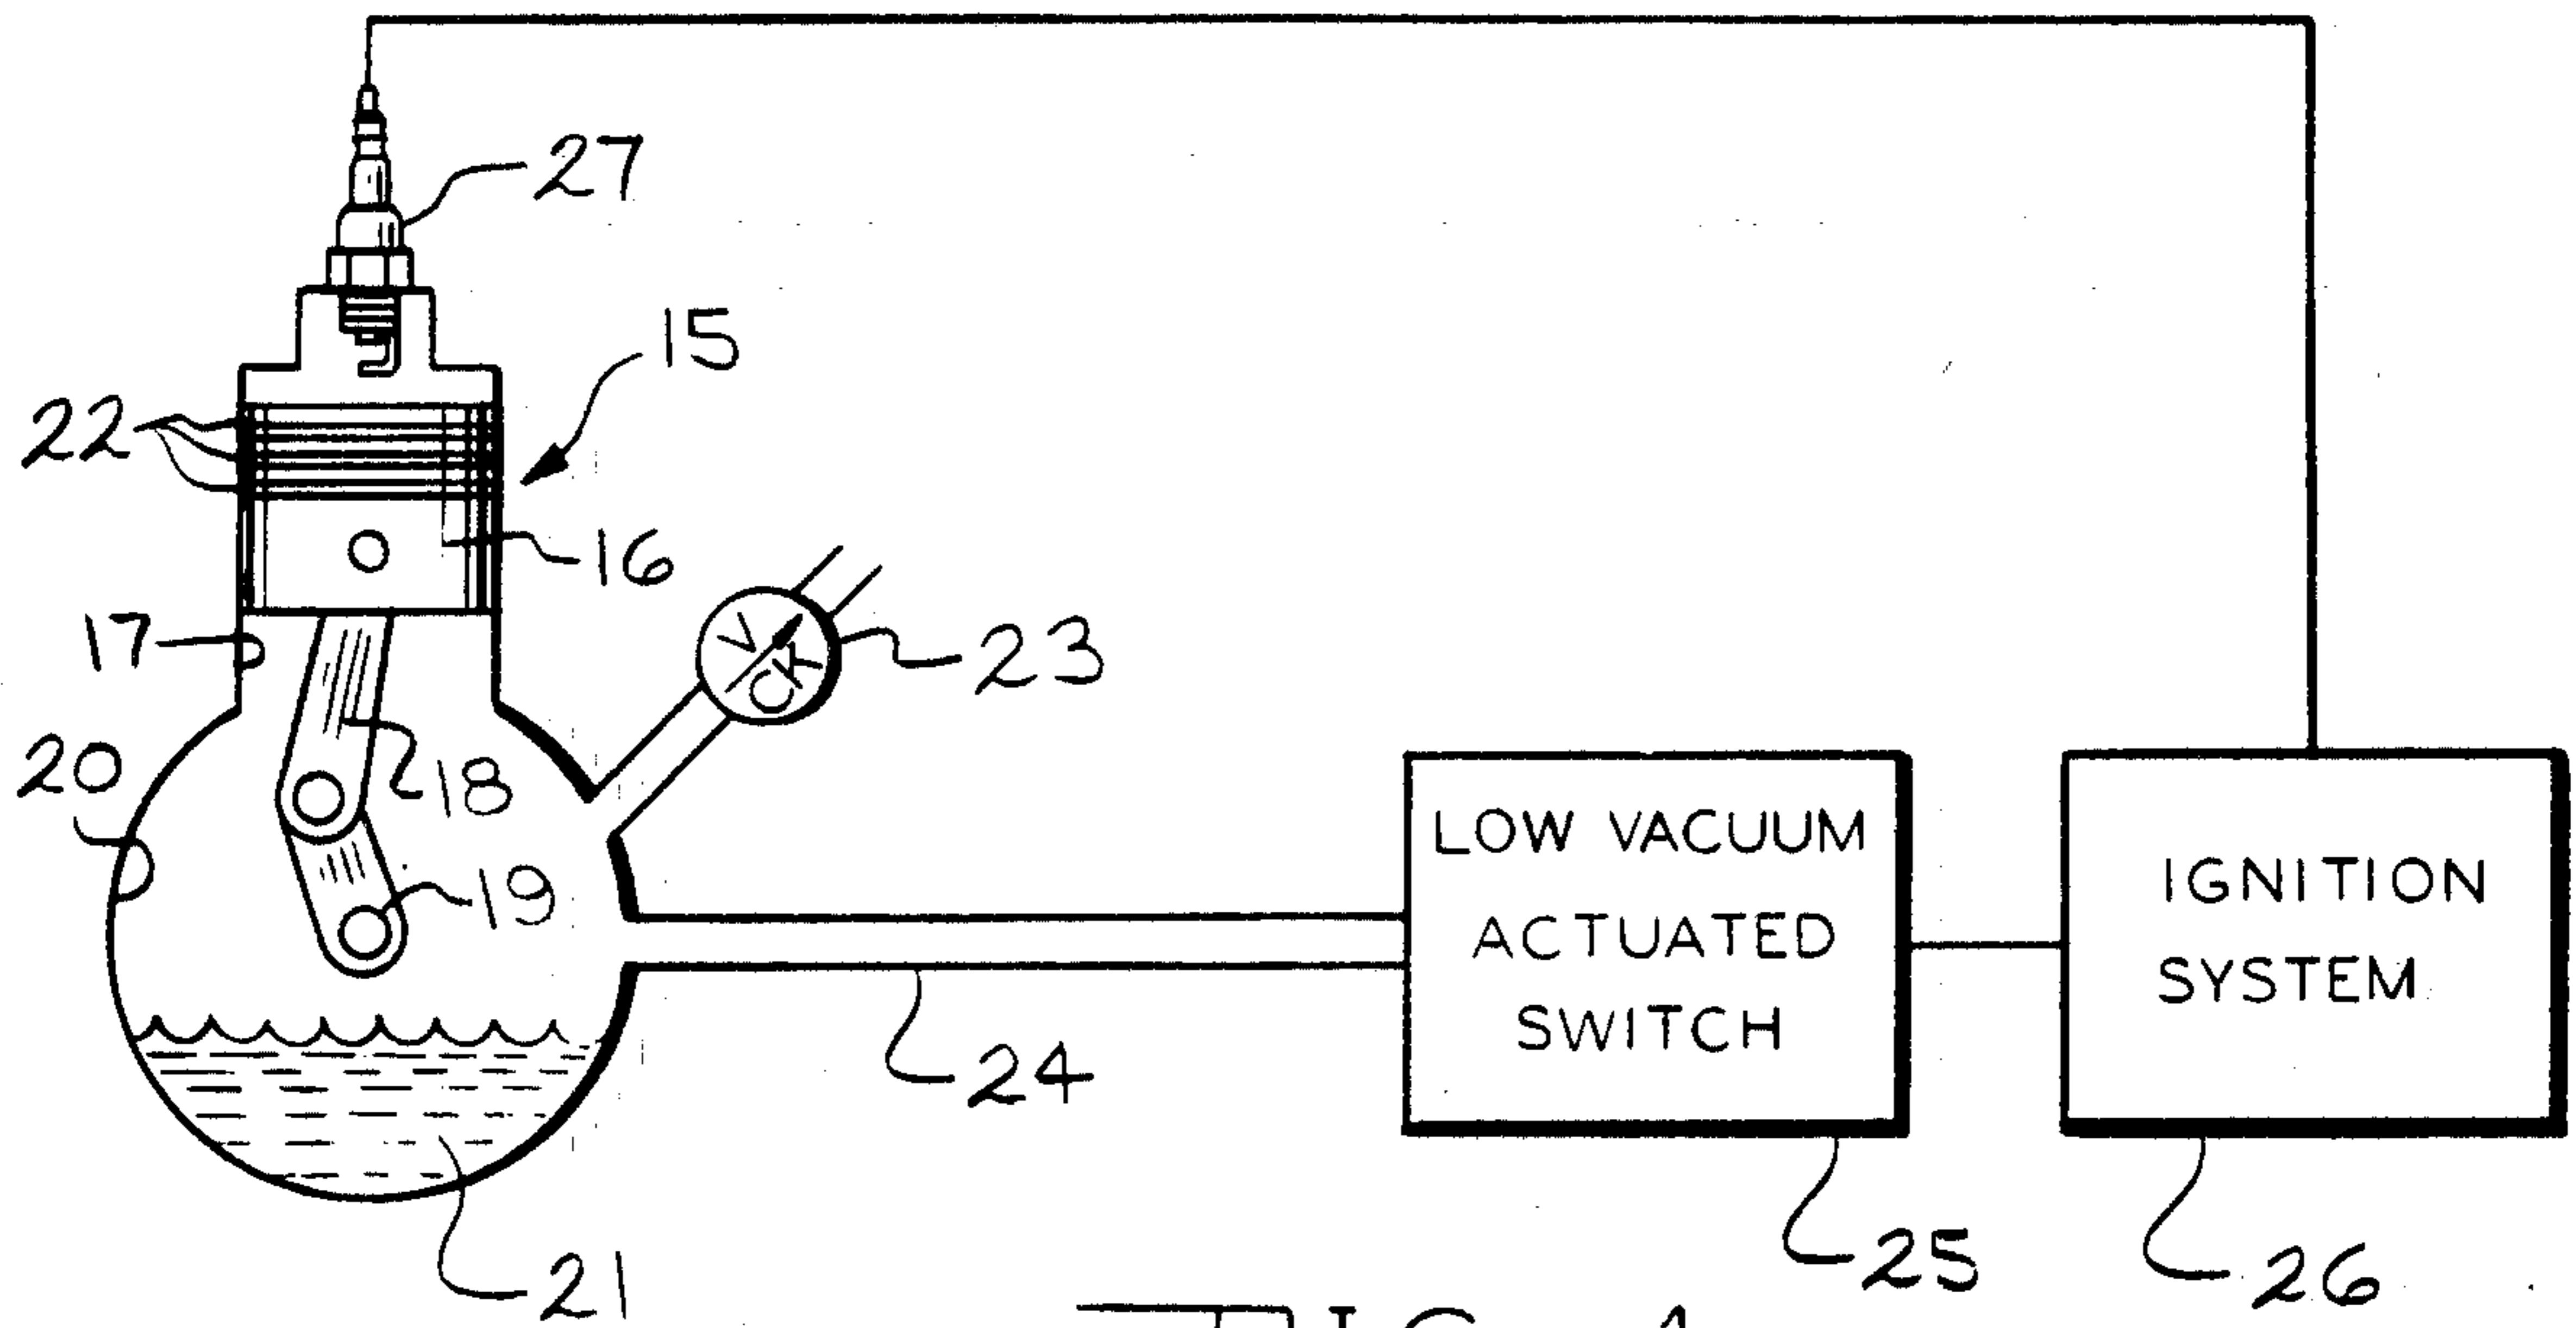 27
15
22
16
17
V
CK
23
20
18
19
LOW VACUUM
ACTUATED
SWITCH
IGNITION
SYSTEM
24
21
25
26